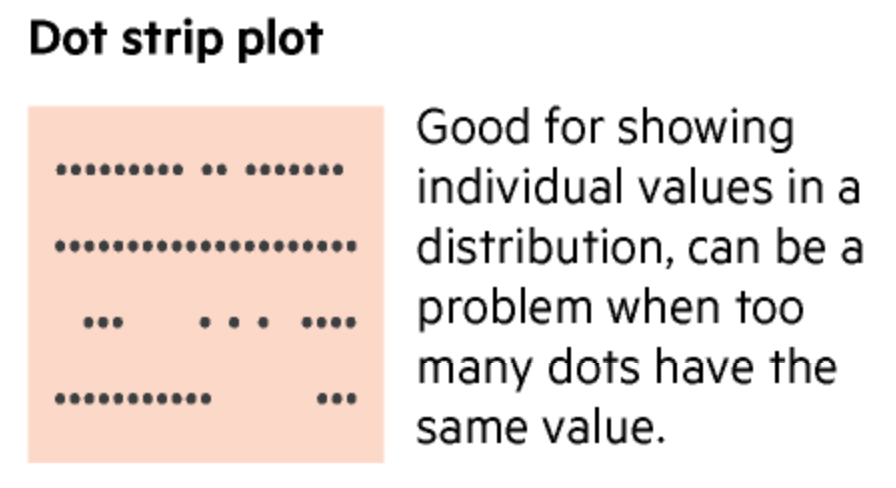 Dot strip plot
Good for showing
individual values in a
distribution, can be a
problem when too
many dots have the
same value.